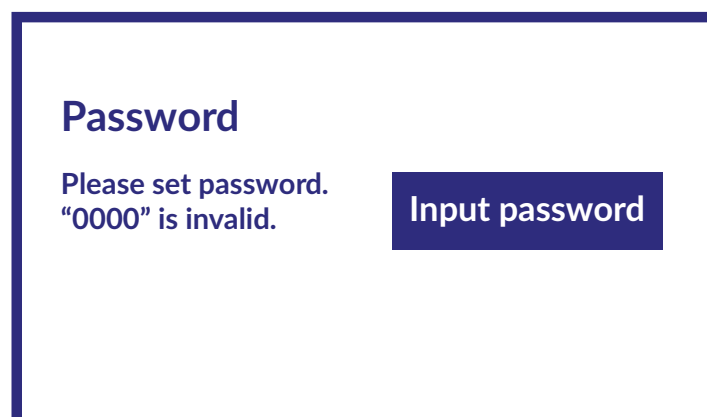 Password
Please set password.
“0000” is invalid.
Input password